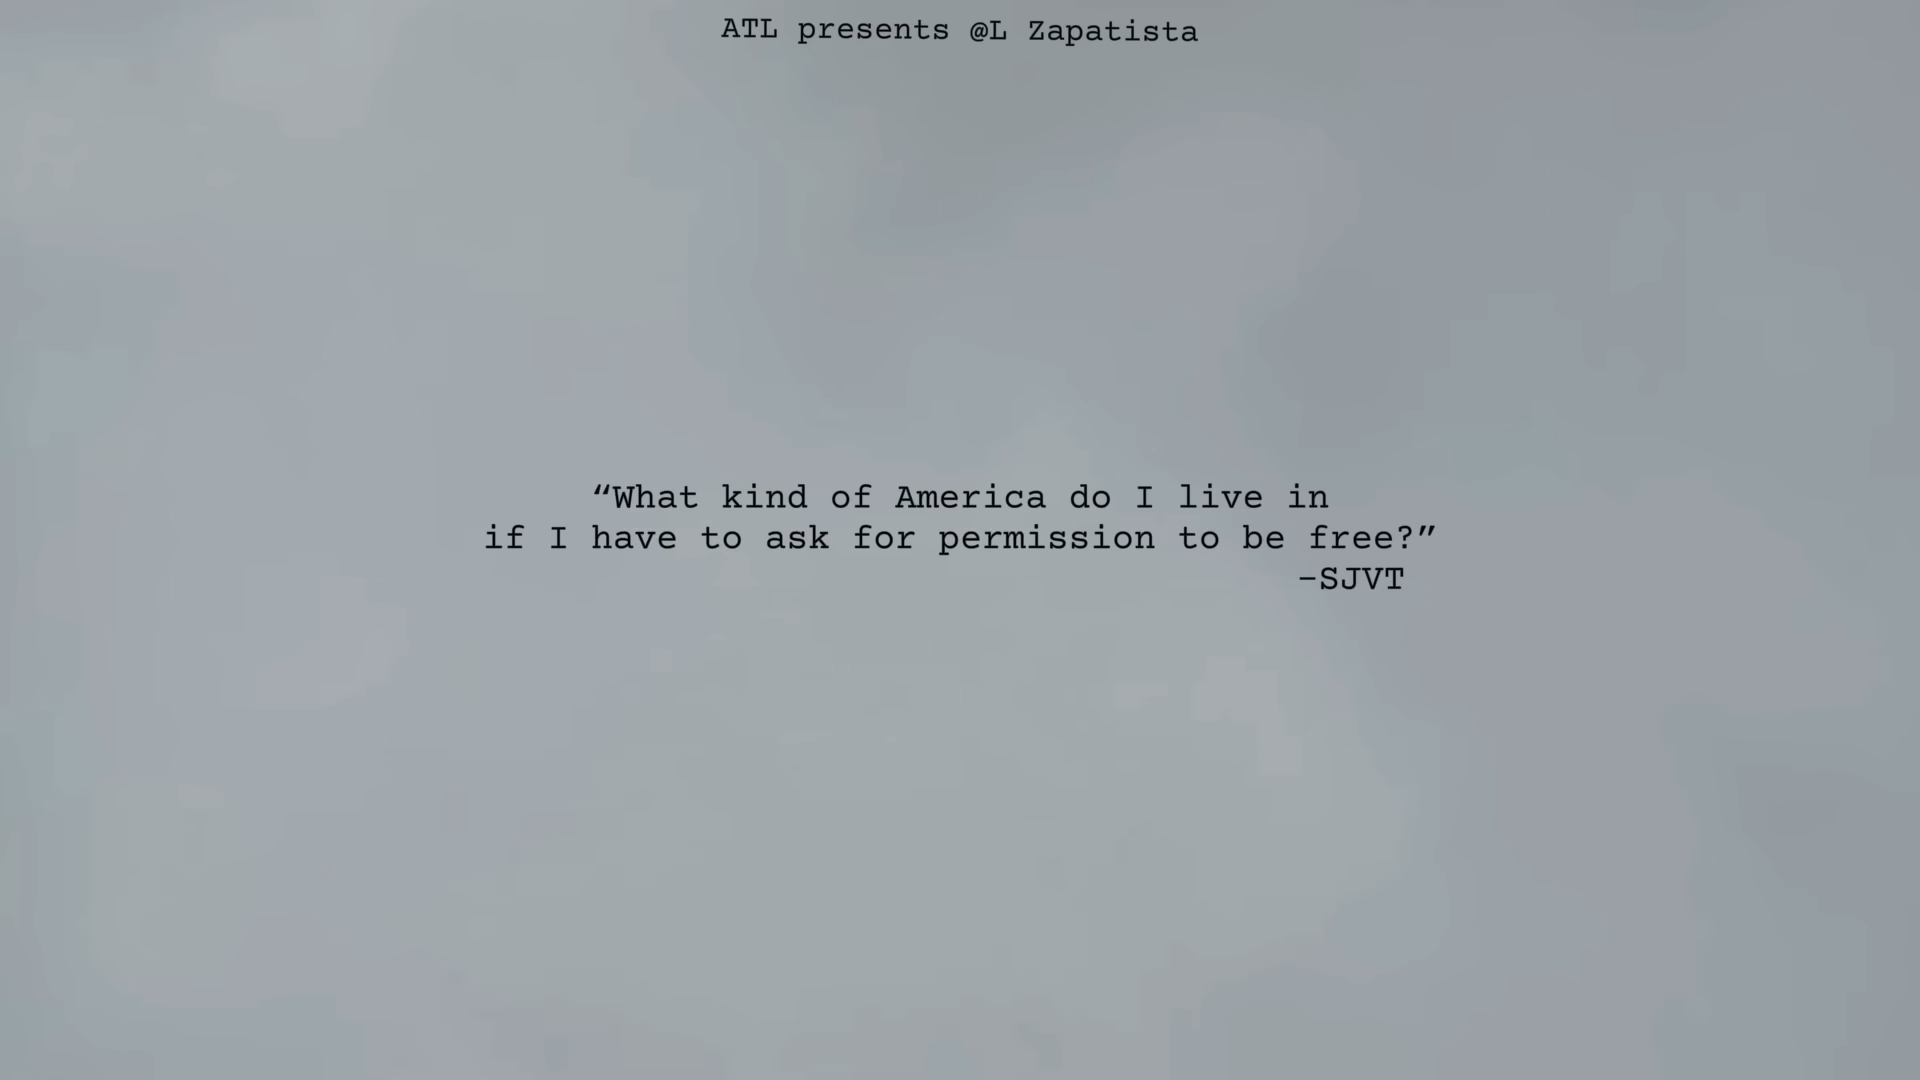 ATL presents @L Zapatista
“What kind of America do I live in
if I have to ask for permission to be free?”
-SJVT